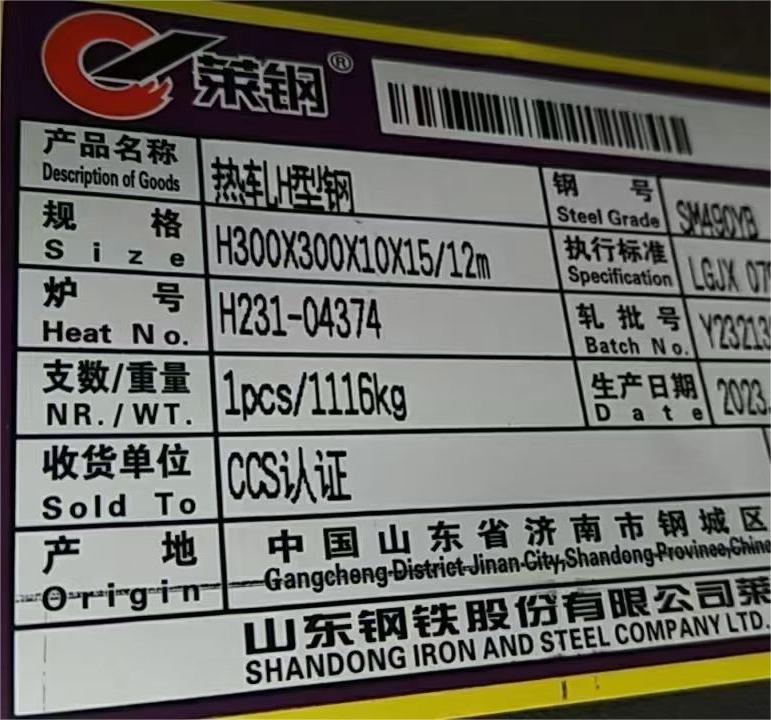 莱钢®
产品名称 热轧H型钢 钢号 SM490YB
Description of Goods Steel Grade
规格 H300X300X10X15/12m 执行标准 LGJX
Size Specification
炉号 H231-04374 轧批号
Heat No. Batch No.
支数/重量 1pcs/1116kg 生产日期 2023.
NR./WT. Date
收货单位 CCS认证
Sold To
产地 中国山东省济南市钢城区
Origin Gangcheng District Jinan City, Shandong Province, China
山东钢铁股份有限公司莱
SHANDONG IRON AND STEEL COMPANY LTD.